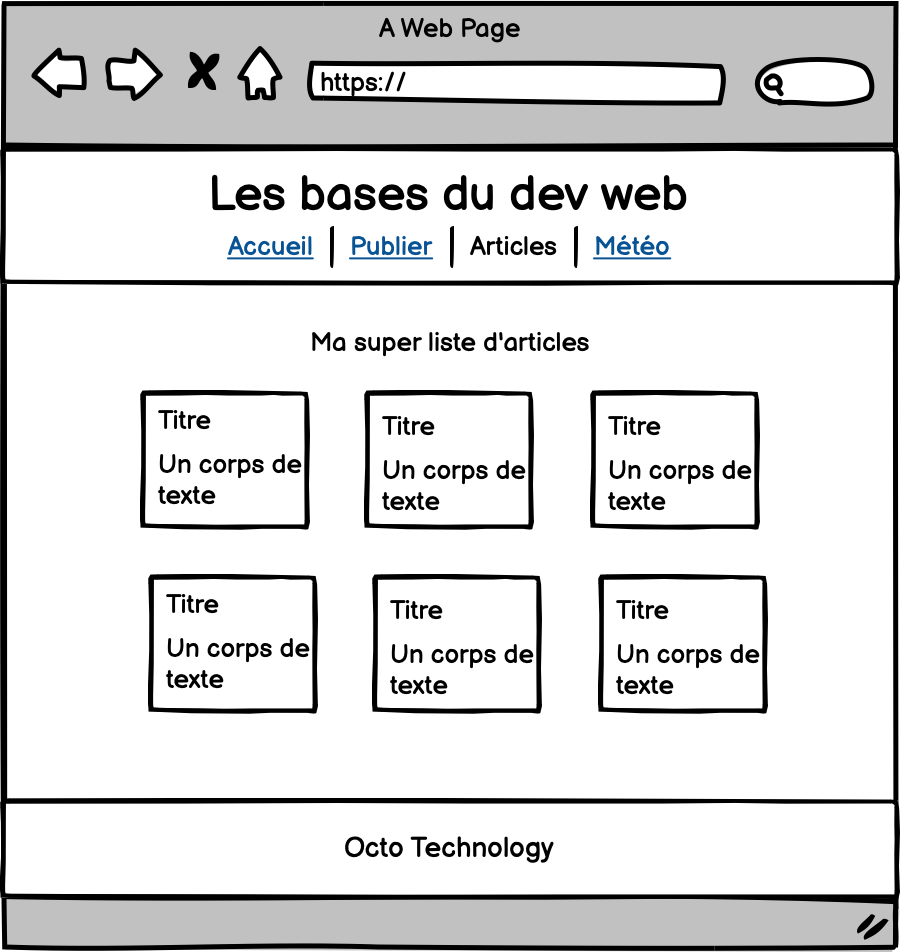 A Web Page
https://
Les bases du dev web
Accueil | Publier | Articles | Météo
Ma super liste d'articles
Titre
Un corps de
texte
Titre
Un corps de
texte
Titre
Un corps de
texte
Titre
Un corps de
texte
Titre
Un corps de
texte
Titre
Un corps de
texte
Octo Technology